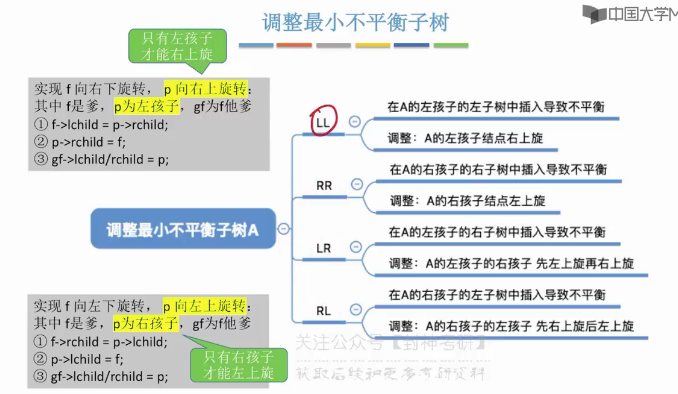 调整最小不平衡子树
中国大学M
只有左孩子
才能右上旋
实现 f 向右下旋转， p 向右上旋转：
其中 f是爹，p为左孩子，gf为f他爹
① f->lchild = p->rchild;
② p->rchild = f;
③ gf->lchild/rchild = p;
调整最小不平衡子树A
LL
在A的左孩子的左子树中插入导致不平衡
调整：A的左孩子结点右上旋
RR
在A的右孩子的右子树中插入导致不平衡
调整：A的右孩子结点左上旋
LR
在A的左孩子的右子树中插入导致不平衡
调整：A的左孩子的右孩子 先左上旋再右上旋
RL
在A的右孩子的左子树中插入导致不平衡
调整：A的右孩子的左孩子 先右上旋后左上旋
实现 f 向左下旋转， p 向左上旋转：
其中 f是爹，p为右孩子，gf为f他爹
① f->rchild = p->lchild;
② p->lchild = f;
③ gf->lchild/rchild = p;
只有右孩子
才能左上旋
关注公众号【封神考研】
获取后续和更多考研资料